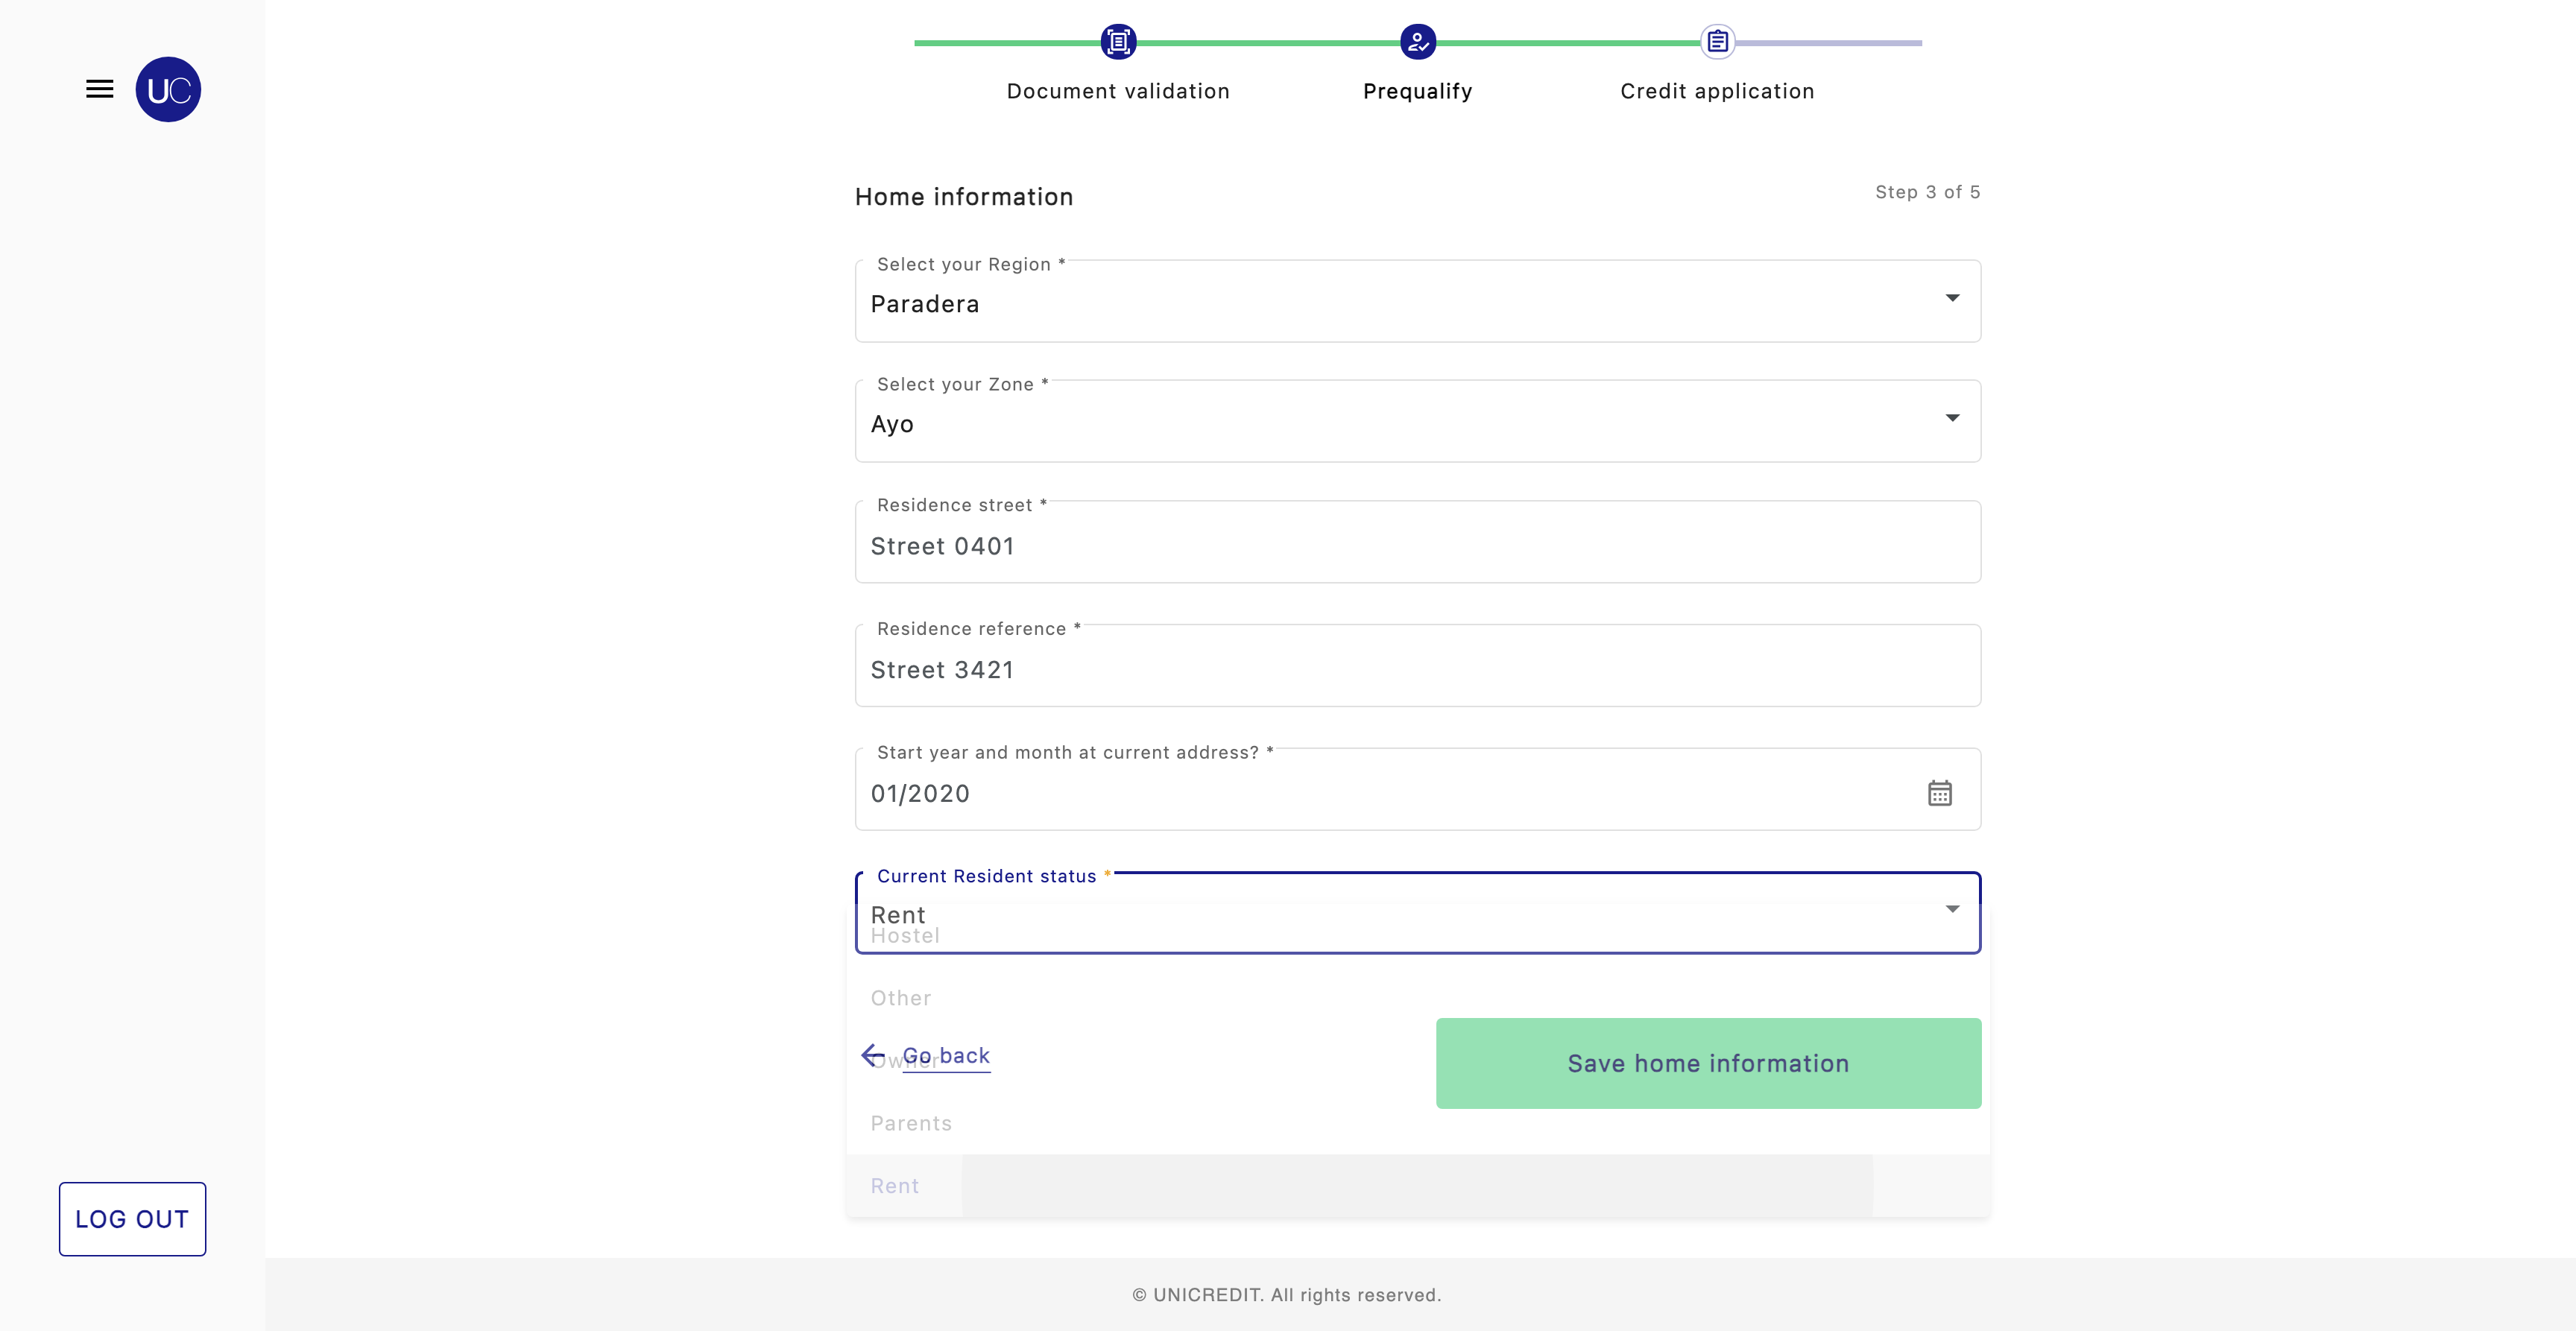 UC
Document validation
Prequalify
Credit application
Home information
Step 3 of 5
Select your Region *
Paradera
Select your Zone *
Ayo
Residence street *
Street 0401
Residence reference *
Street 3421
Start year and month at current address? *
01/2020
Current Resident status *
Rent
Hostel
Other
Go back
Owner
Save home information
Parents
Rent
LOG OUT
© UNICREDIT. All rights reserved.